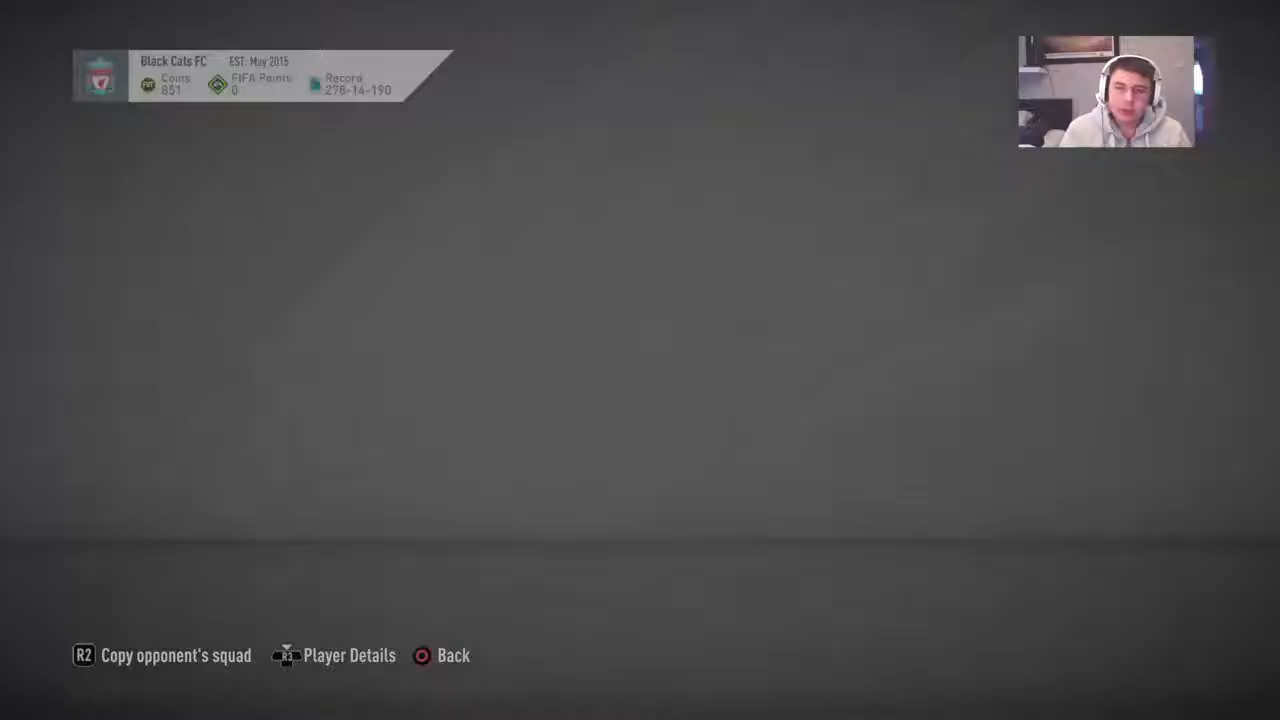 Black Cats FC EST. May 2015
Coins FIFA Points Record
851 0 278-14-190
R2 Copy opponent's squad R3 Player Details Back